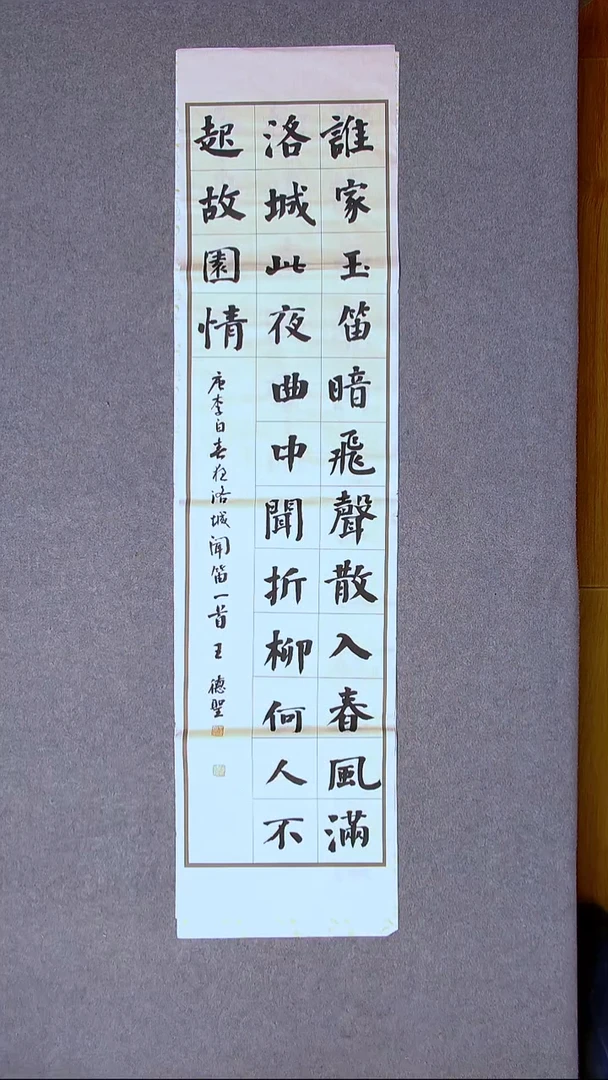 誰家玉笛暗飛聲散入春風滿
洛城此夜曲中聞折柳何人不
起故園情
唐李白春夜洛城闻笛一首 王德聖